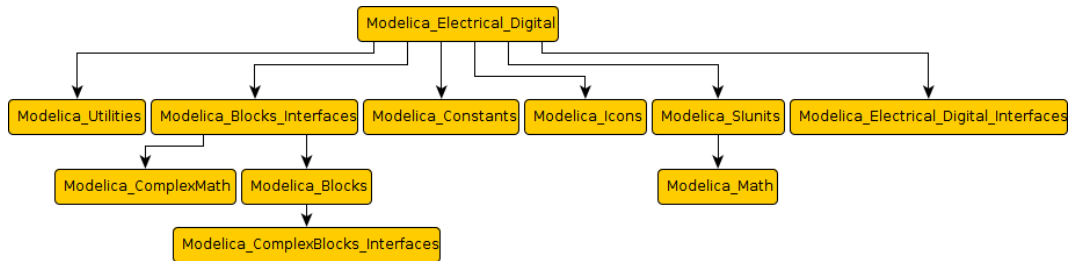 Modelica_Electrical_Digital
Modelica_Utilities
Modelica_Blocks_Interfaces
Modelica_Constants
Modelica_Icons
Modelica_SIunits
Modelica_Electrical_Digital_Interfaces
Modelica_ComplexMath
Modelica_Blocks
Modelica_Math
Modelica_ComplexBlocks_Interfaces